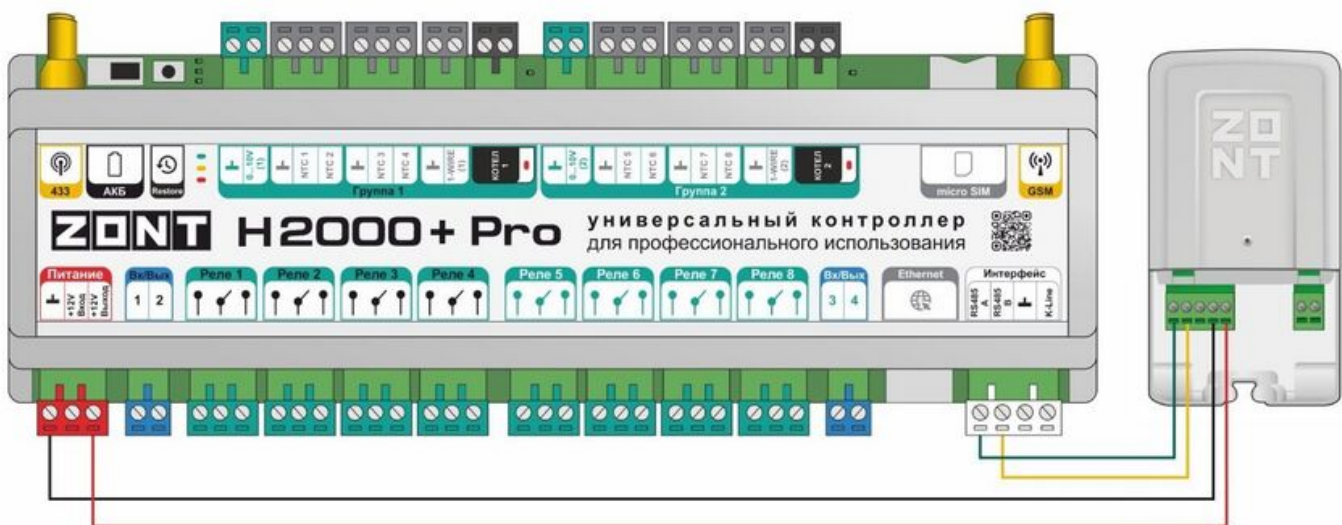 0...10V (1)
NTC 1
NTC 2
NTC 3
NTC 4
1-WIRE (1)
КОТЕЛ 1
0...10V (2)
NTC 5
NTC 6
NTC 7
NTC 8
1-WIRE (2)
КОТЕЛ 2
433
АКБ
Restore
Группа 1
Группа 2
micro SIM
GSM
ZONT H2000+ Pro
универсальный контроллер
для профессионального использования
Питание
+12V Вход
+12V Выход
Вх/Вых
1 2
Реле 1
Реле 2
Реле 3
Реле 4
Реле 5
Реле 6
Реле 7
Реле 8
Вх/Вых
3 4
Ethernet
Интерфейс
RS485 A
RS485 B
K-Line
ZO
NT